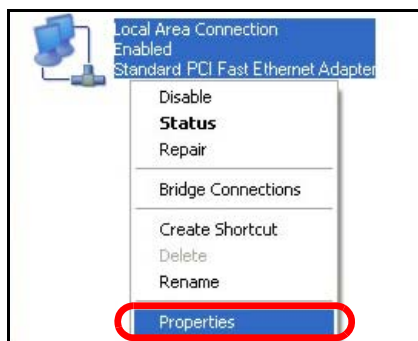 Local Area Connection
Enabled
Standard PCI Fast Ethernet Adapter
Disable
Status
Repair
Bridge Connections
Create Shortcut
Delete
Rename
Properties